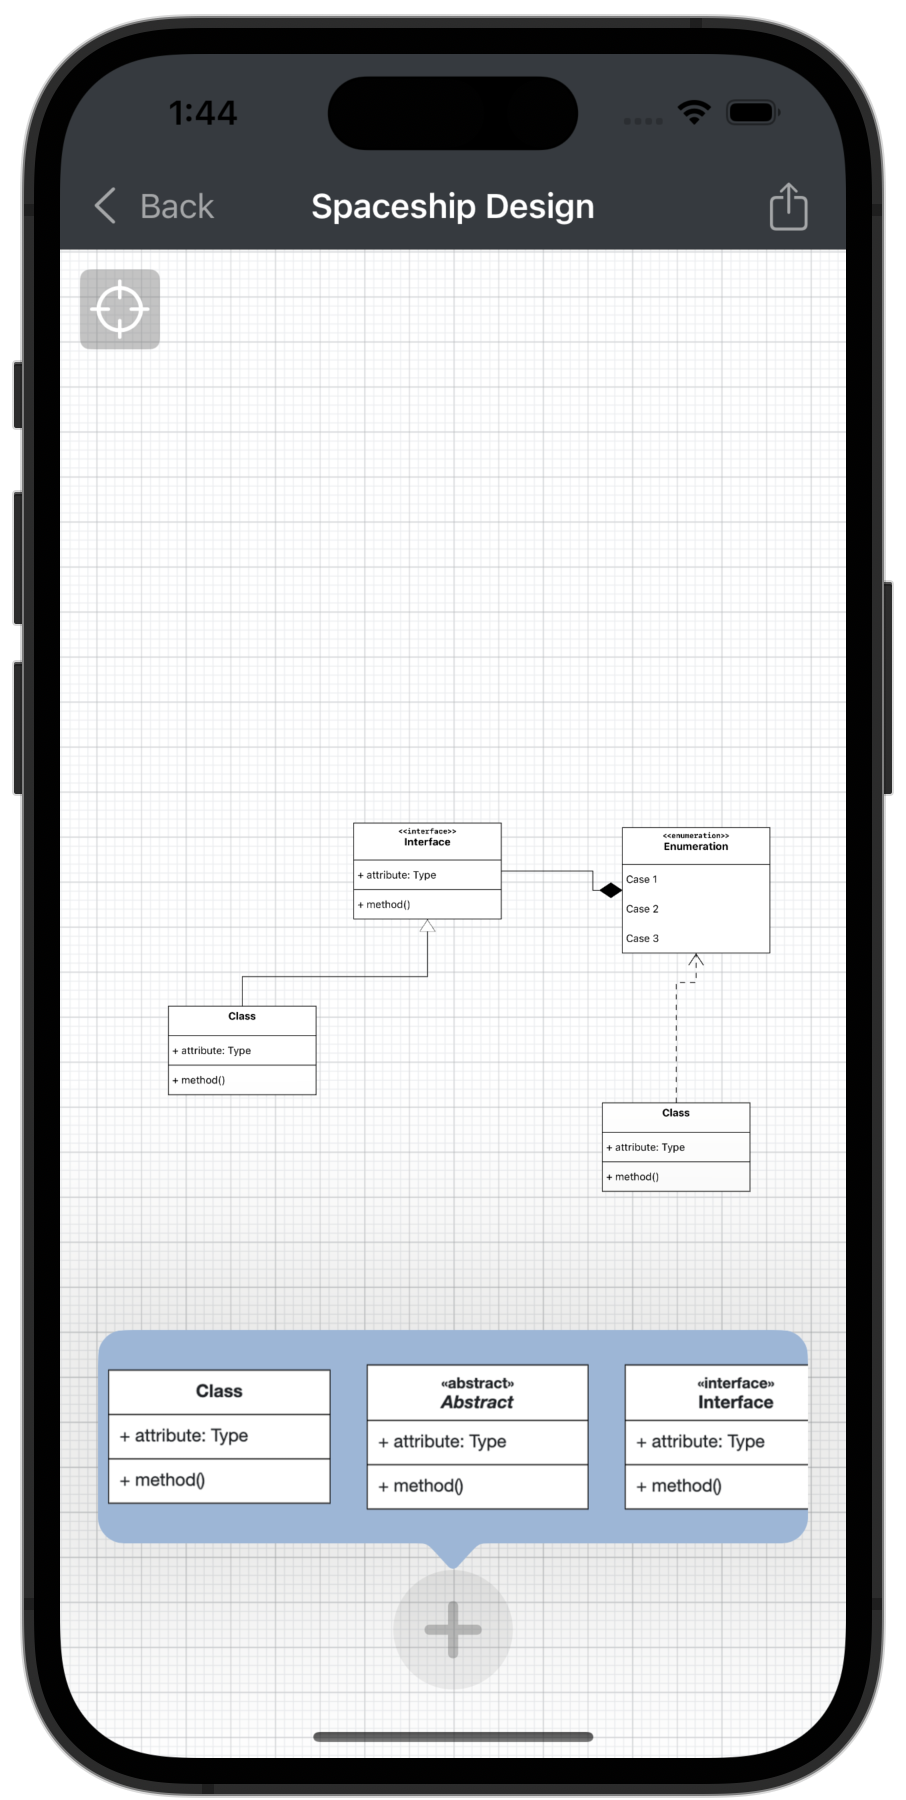 1:44
Back
Spaceship Design
<<interface>>
Interface
+ attribute: Type
+ method()
<<enumeration>>
Enumeration
Case 1
Case 2
Case 3
Class
+ attribute: Type
+ method()
Class
+ attribute: Type
+ method()
Class
+ attribute: Type
+ method()
«abstract»
Abstract
+ attribute: Type
+ method()
«interface»
Interface
+ attribute: Type
+ method()